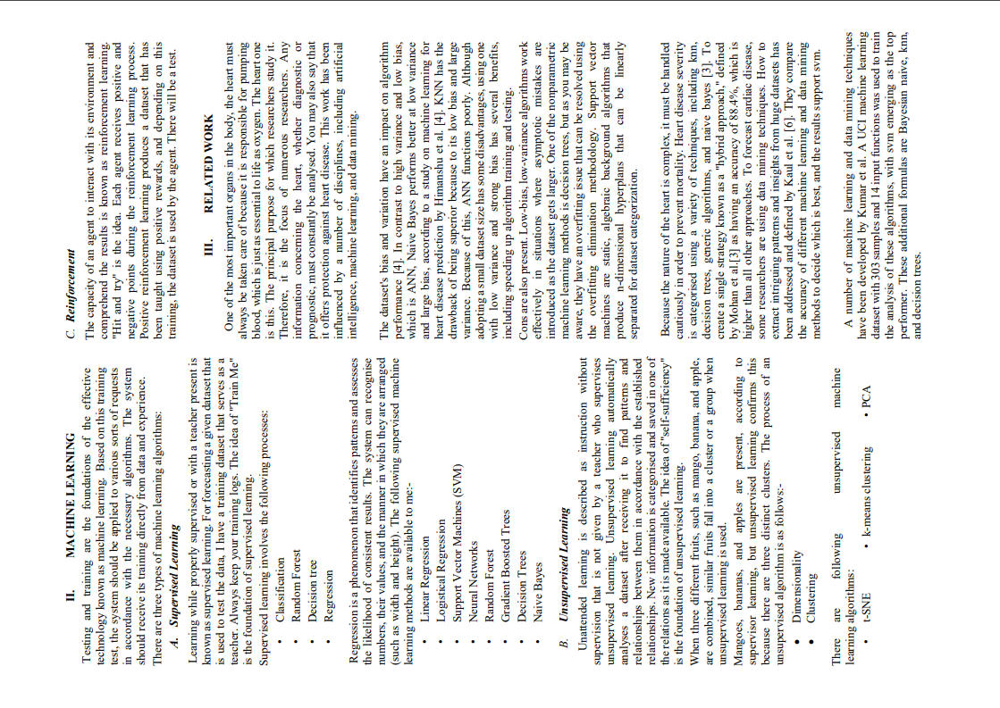 II. MACHINE LEARNING
Testing and training are the foundations of the effective
technology known as machine learning. Based on this training
test, the system should be applied to various sorts of requests
in accordance with the necessary algorithms. The system
should receive its training directly from data and experience.
There are three types of machine learning algorithms:
A. Supervised Learning
Learning while properly supervised or with a teacher present is
known as supervised learning. For forecasting a given dataset that
is used to test the data, I have a training dataset that serves as a
teacher. Always keep your training logs. The idea of "Train Me"
is the foundation of supervised learning.
Supervised learning involves the following processes:
• Classification
• Random Forest
• Decision tree
• Regression
Regression is a phenomenon that identifies patterns and assesses
the likelihood of consistent results. The system can recognise
numbers, their values, and the manner in which they are arranged
(such as width and height). The following supervised machine
learning methods are available to me:-
• Linear Regression
• Logistical Regression
• Support Vector Machines (SVM)
• Neural Networks
• Random Forest
• Gradient Boosted Trees
• Decision Trees
• Naive Bayes
B. Unsupervised Learning
Unattended learning is described as instruction without
supervision that is not given by a teacher who supervises
unsupervised learning. Unsupervised learning automatically
analyses a dataset after receiving it to find patterns and
relationships between them in accordance with the established
relationships. New information is categorised and saved in one of
the relations as it is made available. The idea of "self-sufficiency"
is the foundation of unsupervised learning.
When three different fruits, such as mango, banana, and apple,
are combined, similar fruits fall into a cluster or a group when
unsupervised learning is used.
Mangoes, bananas, and apples are present, according to
supervisor learning, but unsupervised learning confirms this
because there are three distinct clusters. The process of an
unsupervised algorithm is as follows:-
• Dimensionality
• Clustering
There are following unsupervised machine
learning algorithms:
• t-SNE • k-means clustering • PCA
C. Reinforcement
The capacity of an agent to interact with its environment and
comprehend the results is known as reinforcement learning.
"Hit and try" is the idea. Each agent receives positive and
negative points during the reinforcement learning process.
Positive reinforcement learning produces a dataset that has
been taught using positive rewards, and depending on this
training, the dataset is used by the agent. There will be a test.
III. RELATED WORK
One of the most important organs in the body, the heart must
always be taken care of because it is responsible for pumping
blood, which is just as essential to life as oxygen. The heart one
is this. The principal purpose for which researchers study it.
Therefore, it is the focus of numerous researchers. Any
information concerning the heart, whether diagnostic or
prognostic, must constantly be analysed. You may also say that
it offers protection against heart disease. This work has been
influenced by a number of disciplines, including artificial
intelligence, machine learning, and data mining.
The dataset's bias and variation have an impact on algorithm
performance [4]. In contrast to high variance and low bias,
which is ANN, Naive Bayes performs better at low variance
and large bias, according to a study on machine learning for
heart disease prediction by Himanshu et al. [4]. KNN has the
drawback of being superior because to its low bias and large
variance. Because of this, ANN functions poorly. Although
adopting a small dataset size has some disadvantages, using one
with low variance and strong bias has several benefits,
including speeding up algorithm training and testing.
Cons are also present. Low-bias, low-variance algorithms work
effectively in situations where asymptotic mistakes are
introduced as the dataset gets larger. One of the nonparametric
machine learning methods is decision trees, but as you may be
aware, they have an overfitting issue that can be resolved using
the overfitting elimination methodology. Support vector
machines are static, algebraic background algorithms that
produce n-dimensional hyperplanes that can be linearly
separated for dataset categorization.
Because the nature of the heart is complex, it must be handled
cautiously in order to prevent mortality. Heart disease severity
is categorised using a variety of techniques, including knn,
decision trees, generic algorithms, and naive bayes [3]. To
create a single strategy known as a "hybrid approach," defined
by Mohan et al.[3] as having an accuracy of 88.4%, which is
higher than all other approaches. To forecast cardiac disease,
some researchers are using data mining techniques. How to
extract intriguing patterns and insights from huge datasets has
been addressed and defined by Kaul et al. [6]. They compare
the accuracy of different machine learning and data mining
methods to decide which is best, and the results support svm.
A number of machine learning and data mining techniques
have been developed by Kumar et al. A UCI machine learning
dataset with 303 samples and 14 input functions was used to train
the analysis of these algorithms, with svm emerging as the top
performer. These additional formulas are Bayesian naive, knn,
and decision trees.